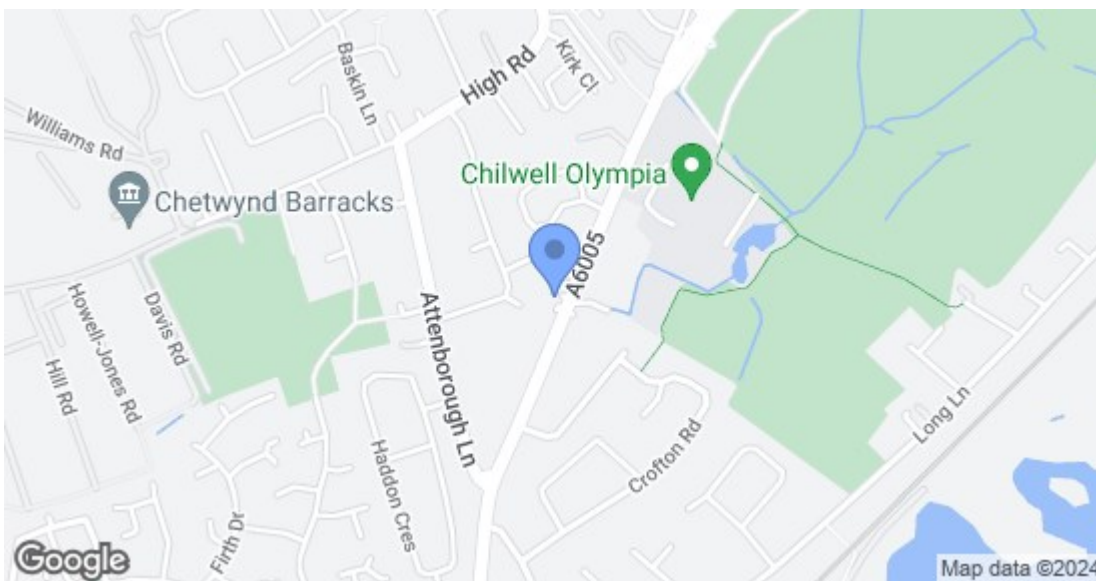 Baskin Ln
High Rd
Kirk Cl
Williams Rd
Chilwell Olympia
Chetwynd Barracks
A6005
Davis Rd
Howell-Jones Rd
Hill Rd
Attenborough Ln
Long Ln
Haddon Cres
Crofton Rd
Firth Dr
Google
Map data ©2024